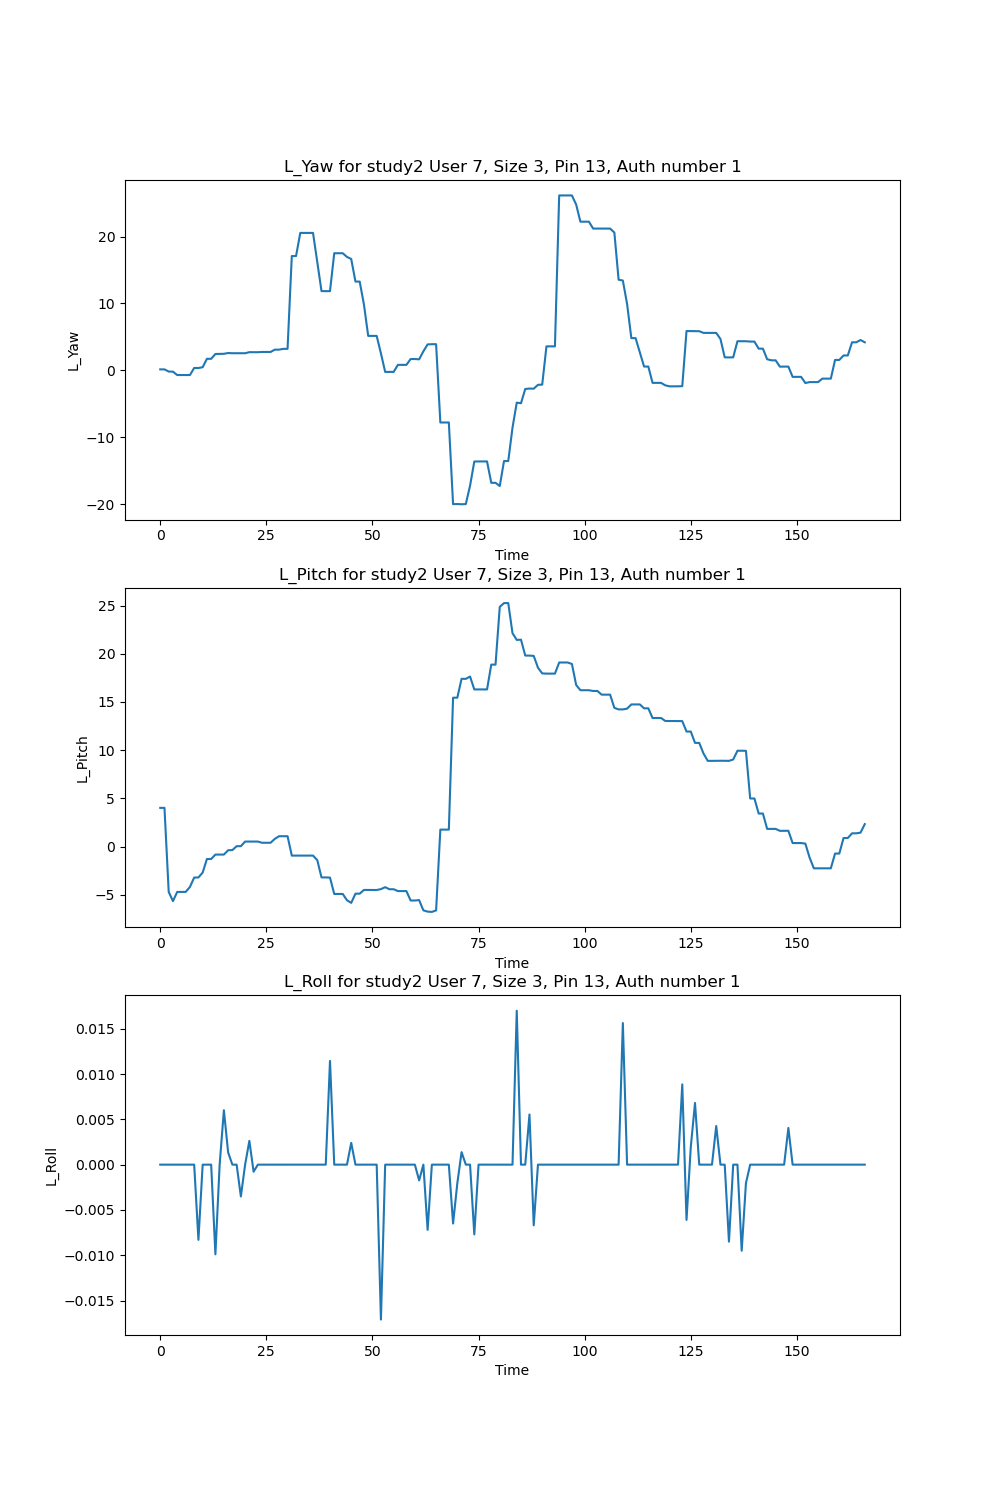 L_Yaw for study2 User 7, Size 3, Pin 13, Auth number 1
20
10
0
−10
−20
L_Yaw
0 25 50 75 100 125 150
Time
L_Pitch for study2 User 7, Size 3, Pin 13, Auth number 1
25
20
15
10
5
0
−5
L_Pitch
0 25 50 75 100 125 150
Time
L_Roll for study2 User 7, Size 3, Pin 13, Auth number 1
0.015
0.010
0.005
0.000
−0.005
−0.010
−0.015
L_Roll
0 25 50 75 100 125 150
Time